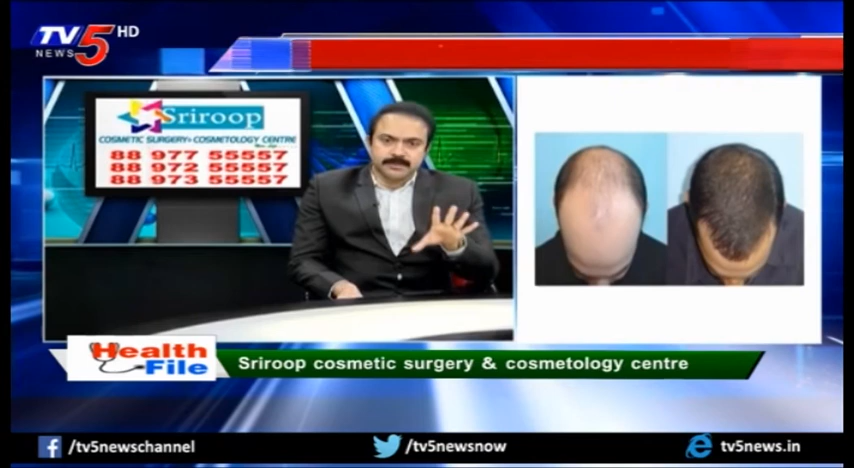 TV5 HD
NEWS
Sriroop
COSMETIC SURGERY & COSMETOLOGY CENTRE
88 977 55557
88 972 55557
88 973 55557
Health
File
Sriroop cosmetic surgery & cosmetology centre
/tv5newschannel
/tv5newsnow
tv5news.in